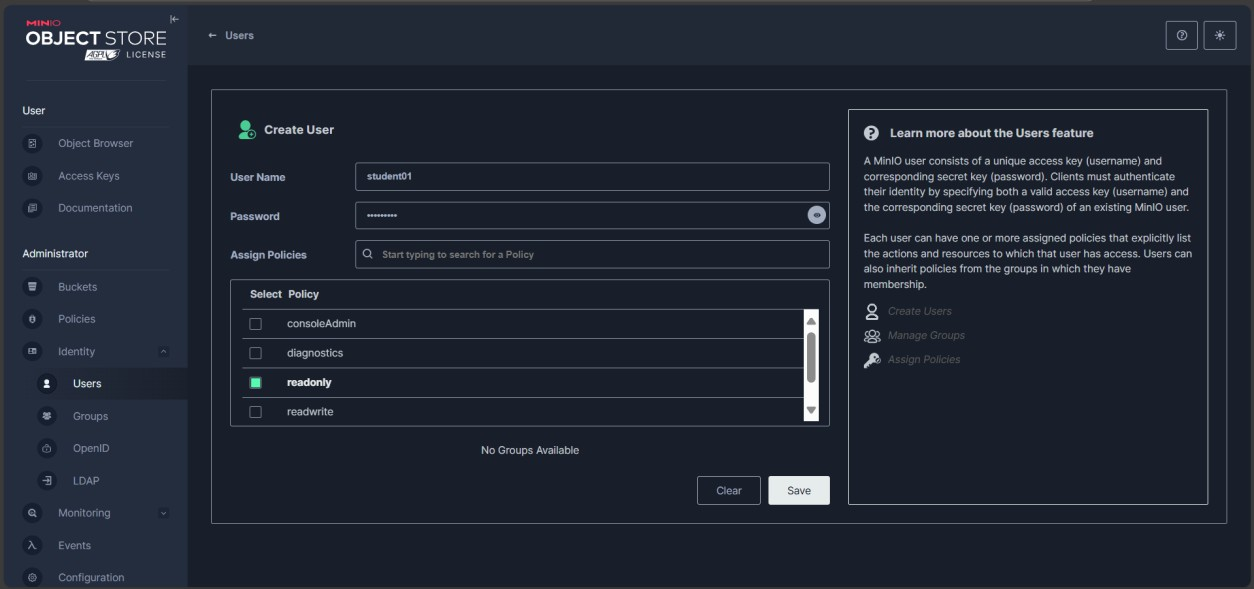 MINIO
OBJECT STORE
AGPL V3 LICENSE
User
Object Browser
Access Keys
Documentation
Administrator
Buckets
Policies
Identity
Users
Groups
OpenID
LDAP
Monitoring
Events
Configuration
← Users
Create User
User Name
student01
Password
•••••••••
Assign Policies
Start typing to search for a Policy
Select Policy
consoleAdmin
diagnostics
readonly
readwrite
No Groups Available
Clear
Save
Learn more about the Users feature
A MinIO user consists of a unique access key (username) and
corresponding secret key (password). Clients must authenticate
their identity by specifying both a valid access key (username) and
the corresponding secret key (password) of an existing MinIO user.
Each user can have one or more assigned policies that explicitly list
the actions and resources to which that user has access. Users can
also inherit policies from the groups in which they have
membership.
Create Users
Manage Groups
Assign Policies